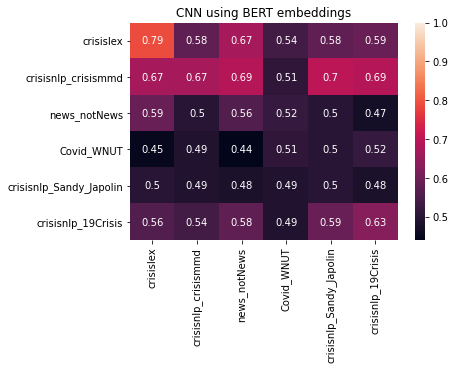 CNN using BERT embeddings
crisislex 0.79 0.58 0.67 0.54 0.58 0.59
crisisnlp_crisismmd 0.67 0.67 0.69 0.51 0.7 0.69
news_notNews 0.59 0.5 0.56 0.52 0.5 0.47
Covid_WNUT 0.45 0.49 0.44 0.51 0.5 0.52
crisisnlp_Sandy_Japolin 0.5 0.49 0.48 0.49 0.5 0.48
crisisnlp_19Crisis 0.56 0.54 0.58 0.49 0.59 0.63
crisislex
crisisnlp_crisismmd
news_notNews
Covid_WNUT
crisisnlp_Sandy_Japolin
crisisnlp_19Crisis
1.0
0.9
0.8
0.7
0.6
0.5